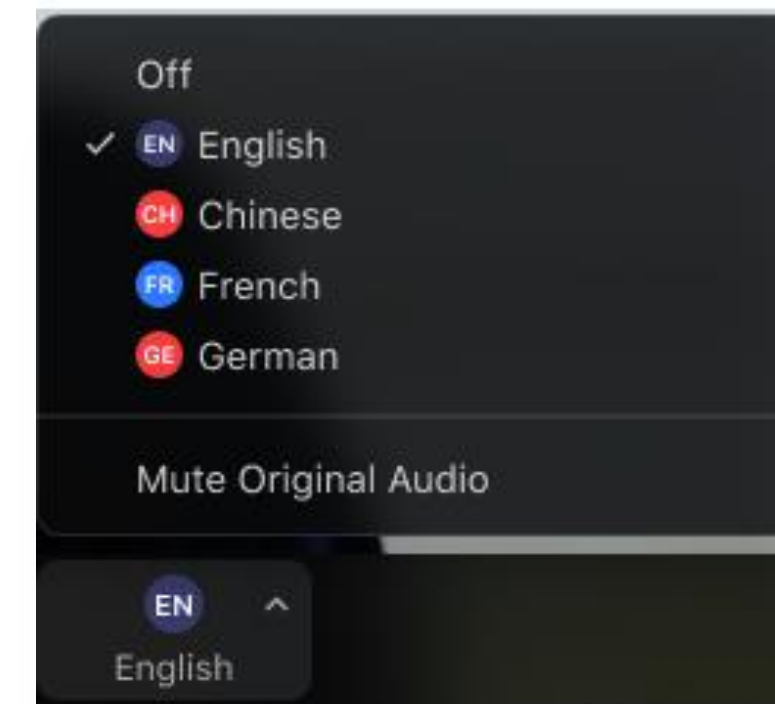 Off
EN English
CH Chinese
FR French
GE German
Mute Original Audio
EN
English